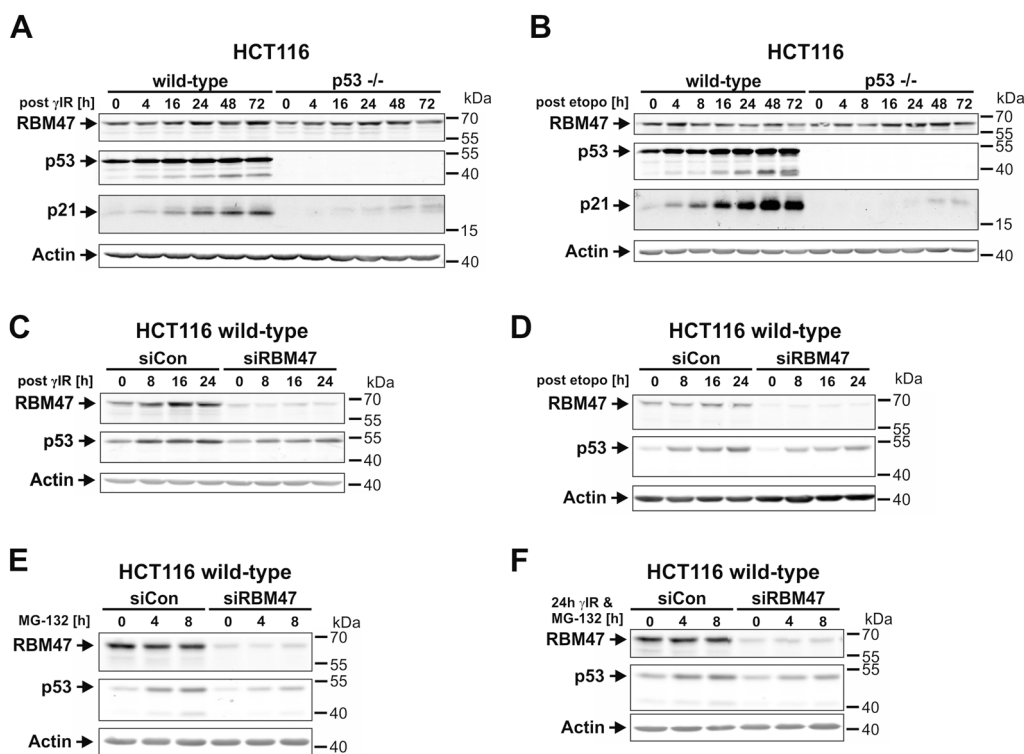 A
HCT116
wild-type p53 -/-
post γIR [h] 0 4 16 24 48 72 0 4 16 24 48 72 kDa
RBM47 70
55
p53 55
40
p21
15
Actin 40
B
HCT116
wild-type p53 -/-
post etopo [h] 0 4 8 16 24 48 72 0 4 8 16 24 48 72 kDa
RBM47 70
55
p53 55
40
p21
15
Actin 40
C
HCT116 wild-type
siCon siRBM47
post γIR [h] 0 8 16 24 0 8 16 24 kDa
RBM47 70
55
p53 55
40
Actin 40
D
HCT116 wild-type
siCon siRBM47
post etopo [h] 0 8 16 24 0 8 16 24 kDa
RBM47 70
55
p53 55
40
Actin 40
E
HCT116 wild-type
siCon siRBM47
MG-132 [h] 0 4 8 0 4 8 kDa
RBM47 70
55
p53 55
40
Actin 40
F
HCT116 wild-type
siCon siRBM47
24h γIR &
MG-132 [h] 0 4 8 0 4 8 kDa
RBM47 70
55
p53 55
40
Actin 40